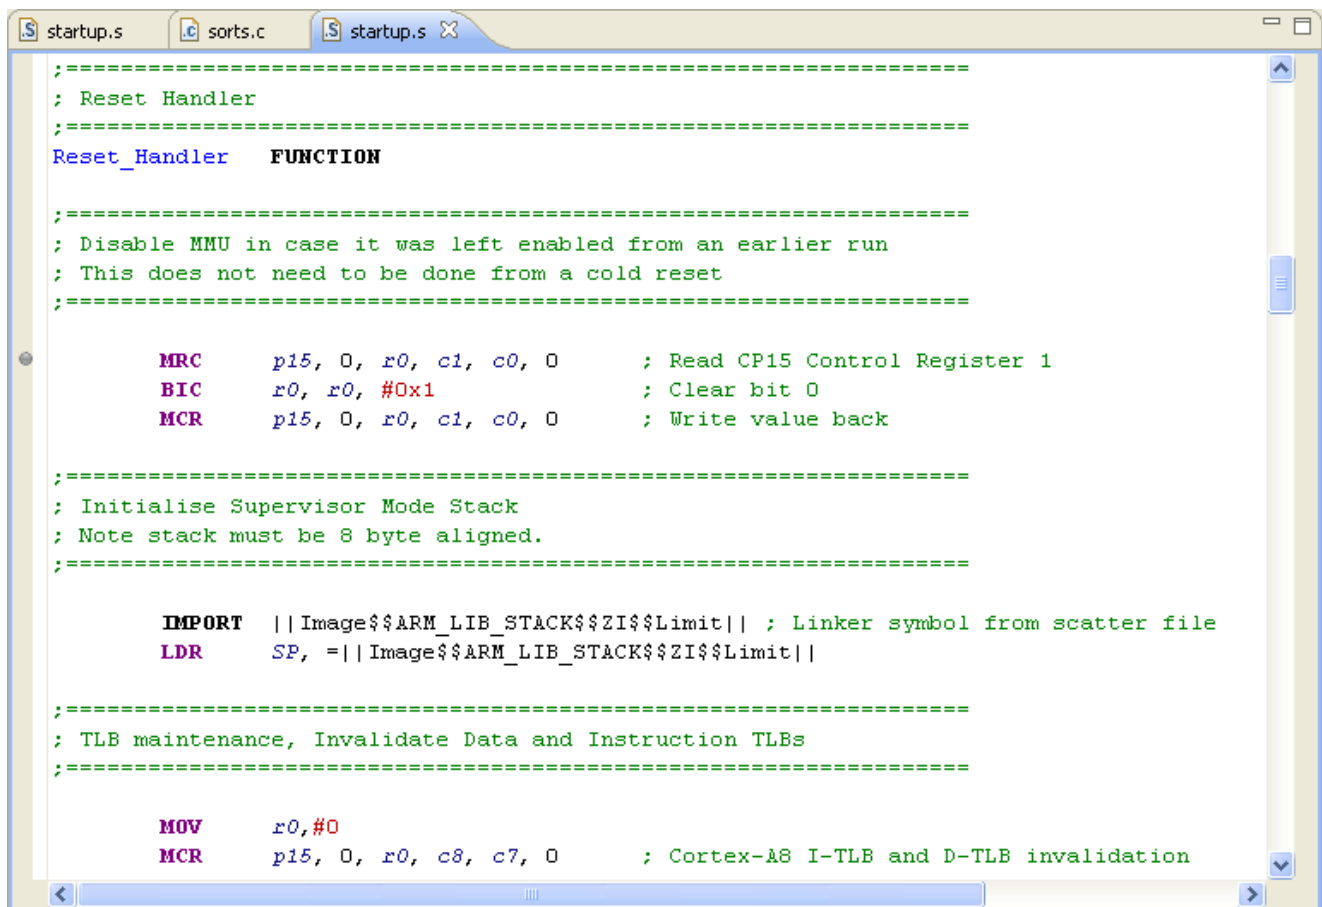 startup.s sorts.c startup.s
;==================================================================
; Reset Handler
;==================================================================
Reset_Handler FUNCTION
;==================================================================
; Disable MMU in case it was left enabled from an earlier run
; This does not need to be done from a cold reset
;==================================================================
MRC p15, 0, r0, c1, c0, 0 ; Read CP15 Control Register 1
BIC r0, r0, #0x1 ; Clear bit 0
MCR p15, 0, r0, c1, c0, 0 ; Write value back
;==================================================================
; Initialise Supervisor Mode Stack
; Note stack must be 8 byte aligned.
;==================================================================
IMPORT ||Image$$ARM_LIB_STACK$$ZI$$Limit|| ; Linker symbol from scatter file
LDR SP, =||Image$$ARM_LIB_STACK$$ZI$$Limit||
;==================================================================
; TLB maintenance, Invalidate Data and Instruction TLBs
;==================================================================
MOV r0,#0
MCR p15, 0, r0, c8, c7, 0 ; Cortex-A8 I-TLB and D-TLB invalidation